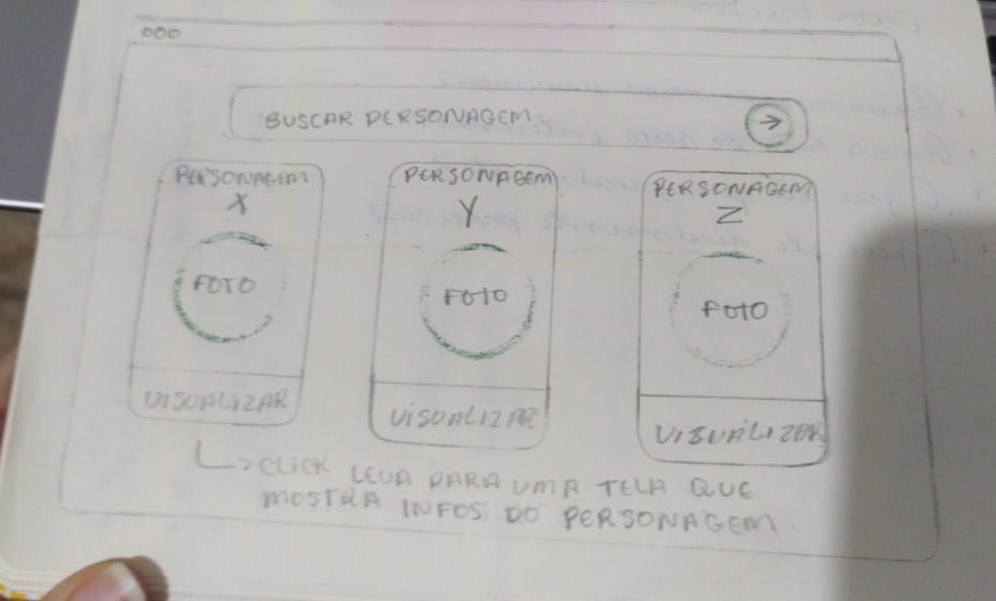 000
BUSCAR PERSONAGEM →
PERSONAGEM
X
FOTO
VISUALIZAR
PERSONAGEM
Y
FOTO
VISUALIZAR
PERSONAGEM
Z
FOTO
VISUALIZAR
CLICK LEVA PARA UMA TELA QUE
MOSTRA INFOS DO PERSONAGEM